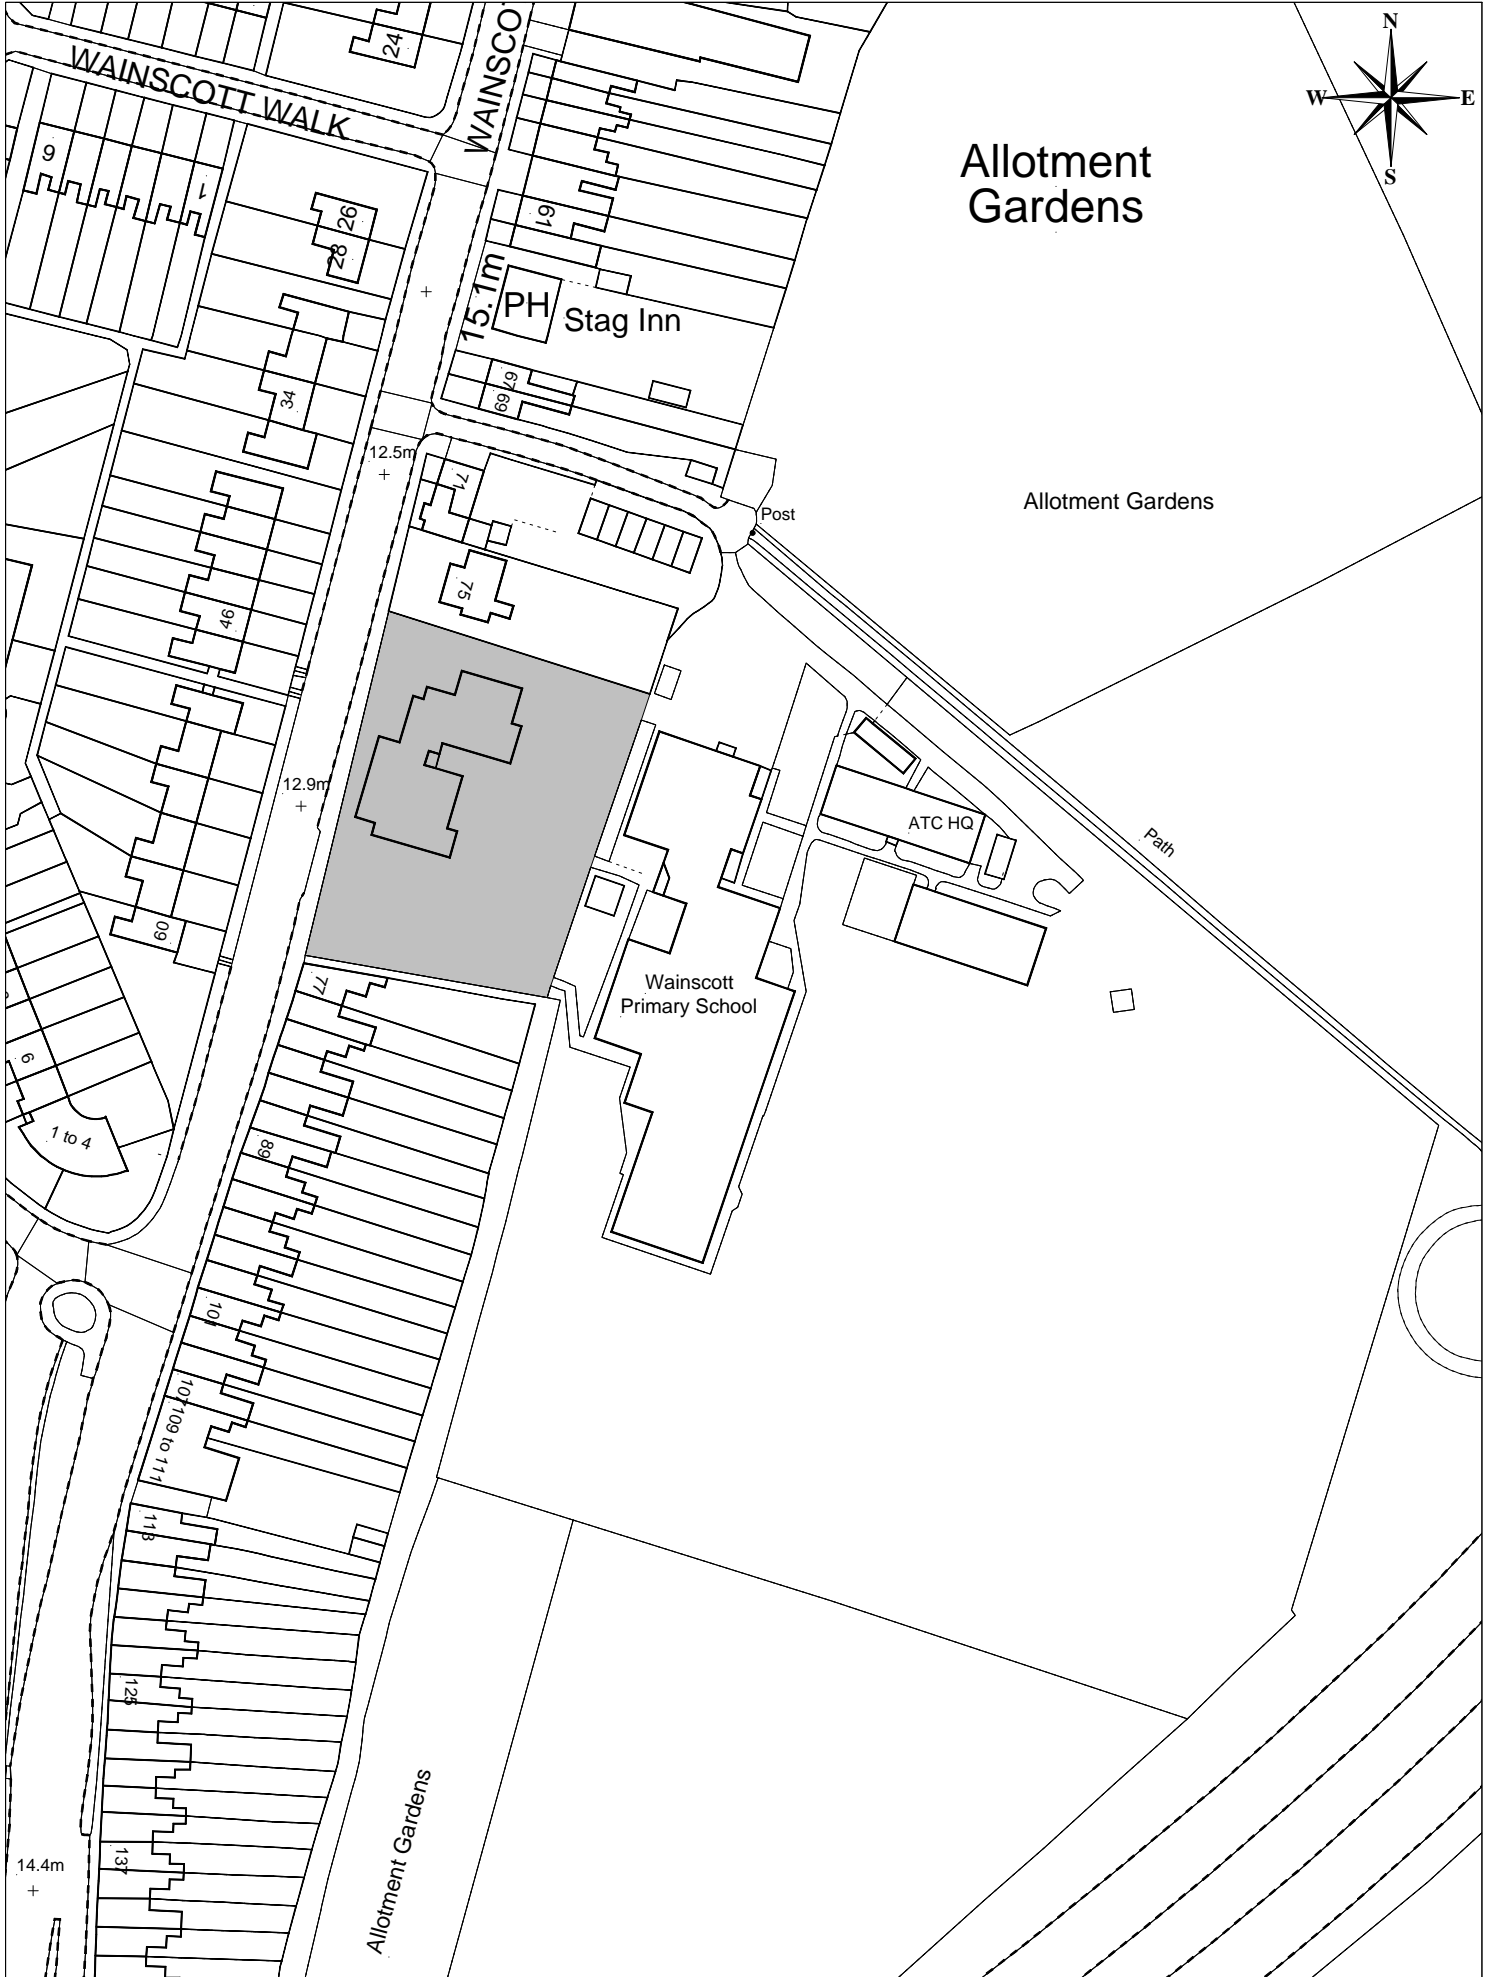 24
WAINSCO
N
W
E
S
WAINSCOTT WALK
Allotment
Gardens
9
1
26
28
61
15.1m
PH
Stag Inn
67
69
34
12.5m
71
Allotment Gardens
Post
75
46
12.9m
ATC HQ
Path
60
77
Wainscott
Primary School
9
1 to 4
89
101
107
109 to 111
113
125
Allotment Gardens
137
14.4m